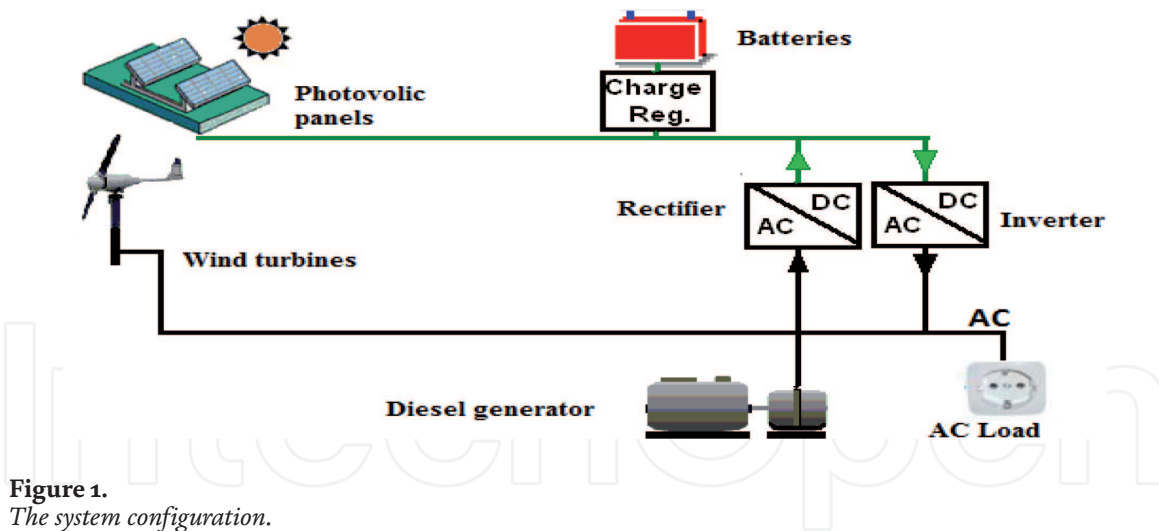 Batteries
Photovolic
panels
Charge
Reg.
Rectifier
DC
AC
DC
AC
Inverter
Wind turbines
AC
Diesel generator
AC Load
IntechOpen
Figure 1.
The system configuration.